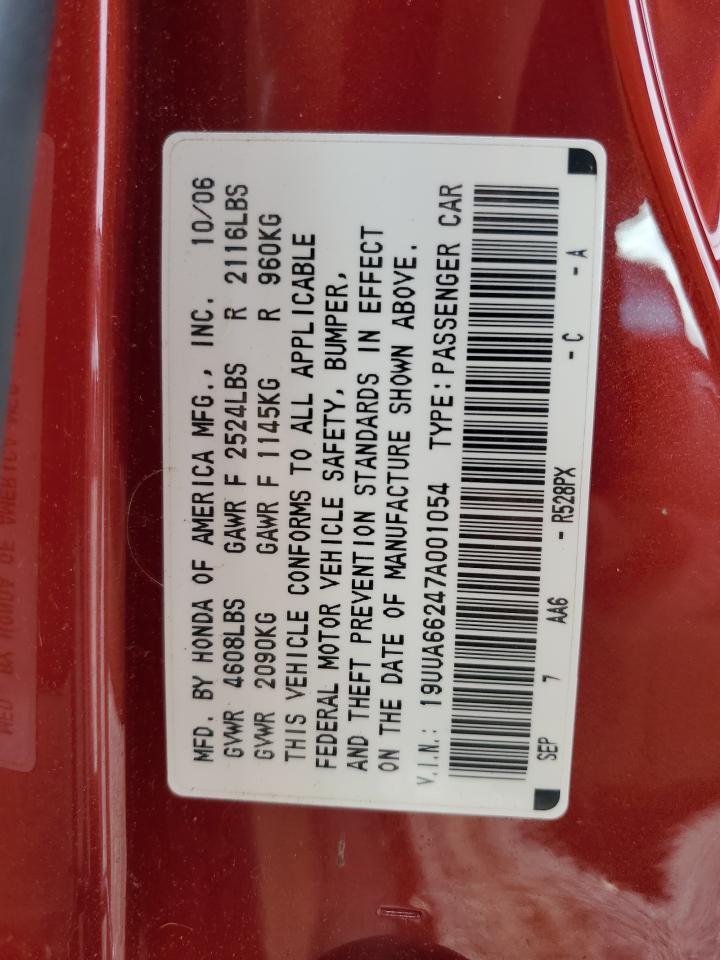 MFD. BY HONDA OF AMERICA MFG., INC. 10/06
GVWR 4608LBS GAWR F 2524LBS R 2116LBS
GVWR 2090KG GAWR F 1145KG R 960KG
THIS VEHICLE CONFORMS TO ALL APPLICABLE
FEDERAL MOTOR VEHICLE SAFETY, BUMPER,
AND THEFT PREVENTION STANDARDS IN EFFECT
ON THE DATE OF MANUFACTURE SHOWN ABOVE.
V.I.N.: 19UUA66247A001054 TYPE:PASSENGER CAR
SEP 7 AA6 - R528PX - C - A